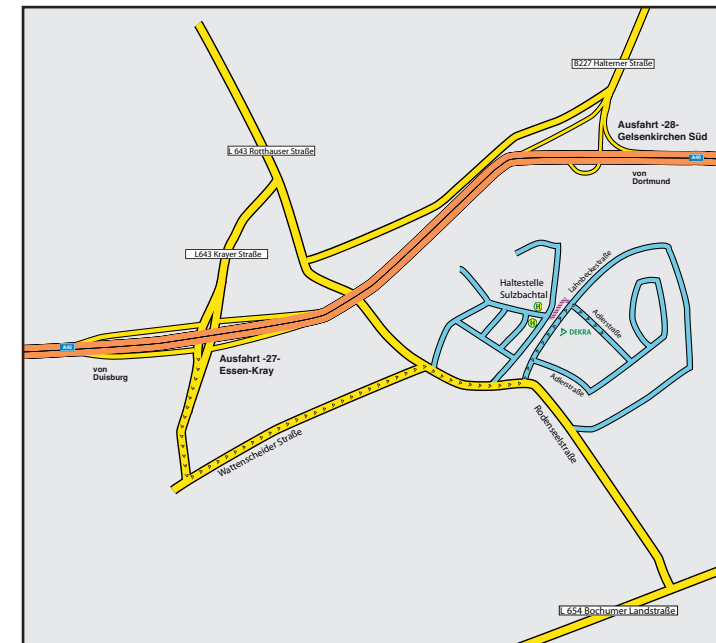 B227 Halterner Straße
Ausfahrt -28-
Gelsenkirchen Süd
L 643 Rotthauser Straße
A40
von
Dortmund
L643 Krayer Straße
Lahnbeckestraße
Haltestelle
Sulzbachtal
H
H
Adlerstraße
DEKRA
A40
von
Duisburg
Ausfahrt -27-
Essen-Kray
Adlerstraße
Wattenscheider Straße
Rodenseelstraße
L 654 Bochumer Landstraße